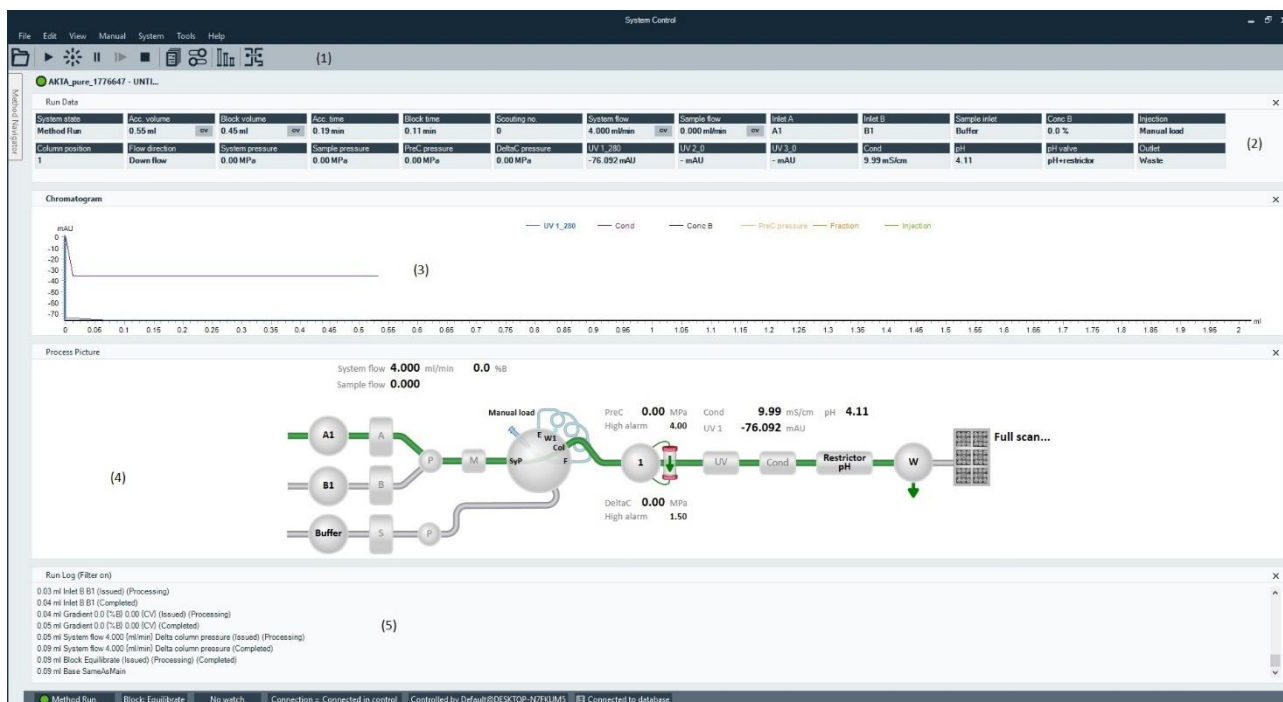 System Control
File Edit View Manual System Tools Help
(1)
Method Navigator
AKTA_pure_1776647 - UNTI...
Run Data
System state Acc. volume Block volume Acc. time Block time Scouting no. System flow Sample flow Inlet A Inlet B Sample inlet Conc B Injection
Method Run 0.55 ml CV 0.45 ml CV 0.19 min 0.11 min 0 4.000 ml/min CV 0.000 ml/min CV A1 B1 Buffer 0.0 % Manual load
Column position Flow direction System pressure Sample pressure PreC pressure DeltaC pressure UV 1_280 UV 2_0 UV 3_0 Cond pH pH valve Outlet
1 Down flow 0.00 MPa 0.00 MPa 0.00 MPa 0.00 MPa -76.092 mAU - mAU - mAU 9.99 mS/cm 4.11 pH+restrictor Waste
(2)
Chromatogram
mAU
UV 1_280 Cond Conc B PreC pressure Fraction Injection
0
-10
-20
-30
-40
-50
-60
-70
(3)
0 0.05 0.1 0.15 0.2 0.25 0.3 0.35 0.4 0.45 0.5 0.55 0.6 0.65 0.7 0.75 0.8 0.85 0.9 0.95 1 1.05 1.1 1.15 1.2 1.25 1.3 1.35 1.4 1.45 1.5 1.55 1.6 1.65 1.7 1.75 1.8 1.85 1.9 1.95 2 ml
Process Picture
System flow 4.000 ml/min 0.0 %B
Sample flow 0.000
Manual load
PreC 0.00 MPa Cond 9.99 mS/cm pH 4.11
High alarm 4.00 UV 1 -76.092 mAU
Full scan...
A1 A
E W1
Col
P M SyP F
1 UV Cond Restrictor pH W
(4)
B1 B
DeltaC 0.00 MPa
High alarm 1.50
Buffer S P
Run Log (Filter on)
0.03 ml Inlet B B1 (Issued) (Processing)
0.04 ml Inlet B B1 (Completed)
0.04 ml Gradient 0.0 {%B} 0.00 {CV} (Issued) (Processing)
0.05 ml Gradient 0.0 {%B} 0.00 {CV} (Completed)
0.05 ml System flow 4.000 {ml/min} Delta column pressure (Issued) (Processing)
0.09 ml System flow 4.000 {ml/min} Delta column pressure (Completed)
0.09 ml Block Equilibrate (Issued) (Processing) (Completed)
0.09 ml Base SameAsMain
(5)
Method Run Block: Equilibrate No watch Connection = Connected in control Controlled by Default@DESKTOP-N7FKUM5 Connected to database